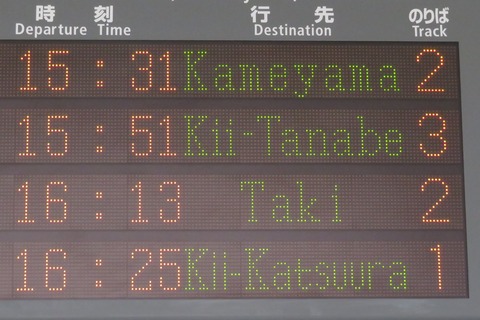 時刻 行先 のりば
Departure Time Destination Track
15:31 Kameyama 2
15:51 Kii-Tanabe 3
16:13 Taki 2
16:25 Kii-Katsuura 1